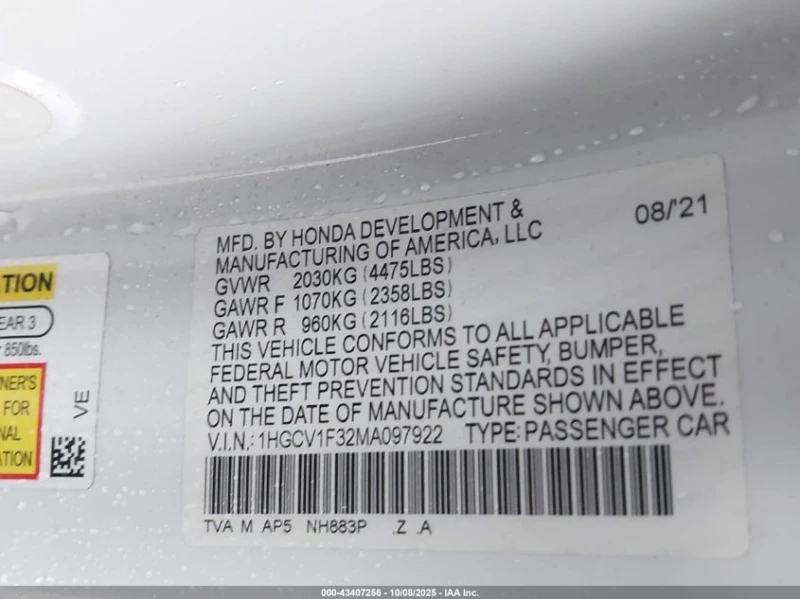 TION
EAR 3
850lbs.
NER'S
FOR
NAL
ATION
VE
MFD. BY HONDA DEVELOPMENT & 08/'21
MANUFACTURING OF AMERICA, LLC
GVWR 2030KG (4475LBS)
GAWR F 1070KG (2358LBS)
GAWR R 960KG (2116LBS)
THIS VEHICLE CONFORMS TO ALL APPLICABLE
FEDERAL MOTOR VEHICLE SAFETY, BUMPER,
AND THEFT PREVENTION STANDARDS IN EFFECT
ON THE DATE OF MANUFACTURE SHOWN ABOVE.
V.I.N.: 1HGCV1F32MA097922 TYPE: PASSENGER CAR
TVA M AP5 NH883P .Z .A
000-43407256 - 10/08/2025 - IAA Inc.